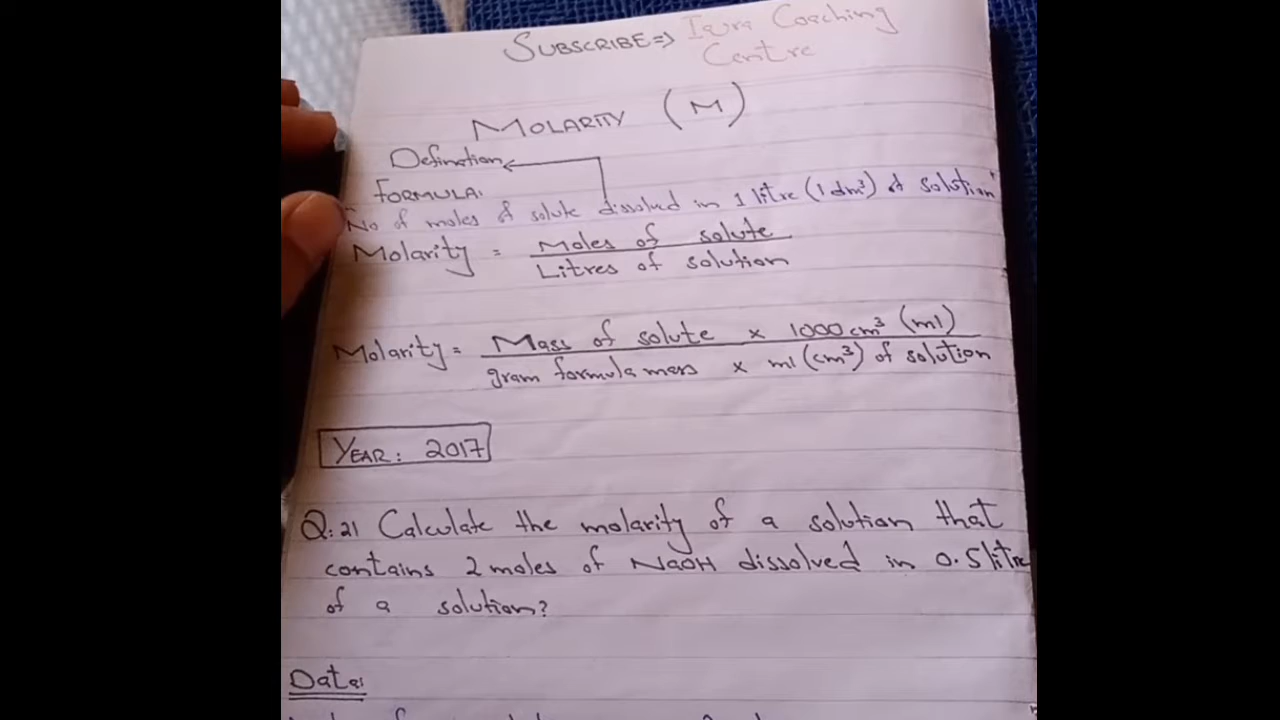 SUBSCRIBE => Iqra Coaching
Centre
MOLARITY (M)
Definetion
FORMULA:
No of moles of solute dissolved in 1 litre (1 dm³) of solution
Molarity = Moles of solute
Litres of solution
Molarity = Mass of solute x 1000 cm³ (ml)
gram formula mass x ml (cm³) of solution
YEAR: 2017
Q:21 Calculate the molarity of a solution that
contains 2 moles of NaOH dissolved in 0.5 litre
of a solution?
Data: